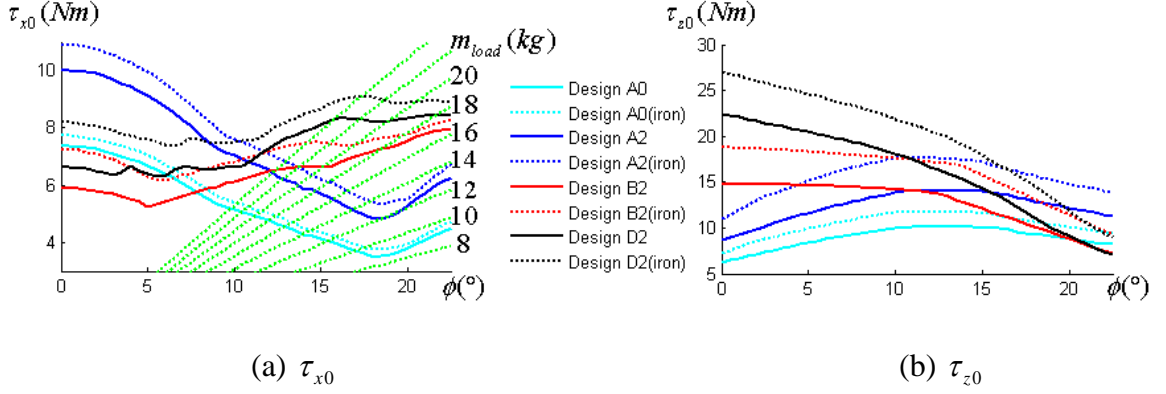 τx0 (Nm)
10
8
6
4
0
5
10
15
20
ϕ(°)
mload (kg)
20
18
16
14
12
10
8
Design A0
Design A0(iron)
Design A2
Design A2(iron)
Design B2
Design B2(iron)
Design D2
Design D2(iron)
τz0 (Nm)
30
25
20
15
10
5
0
5
10
15
20
ϕ(°)
(a) τx0
(b) τz0